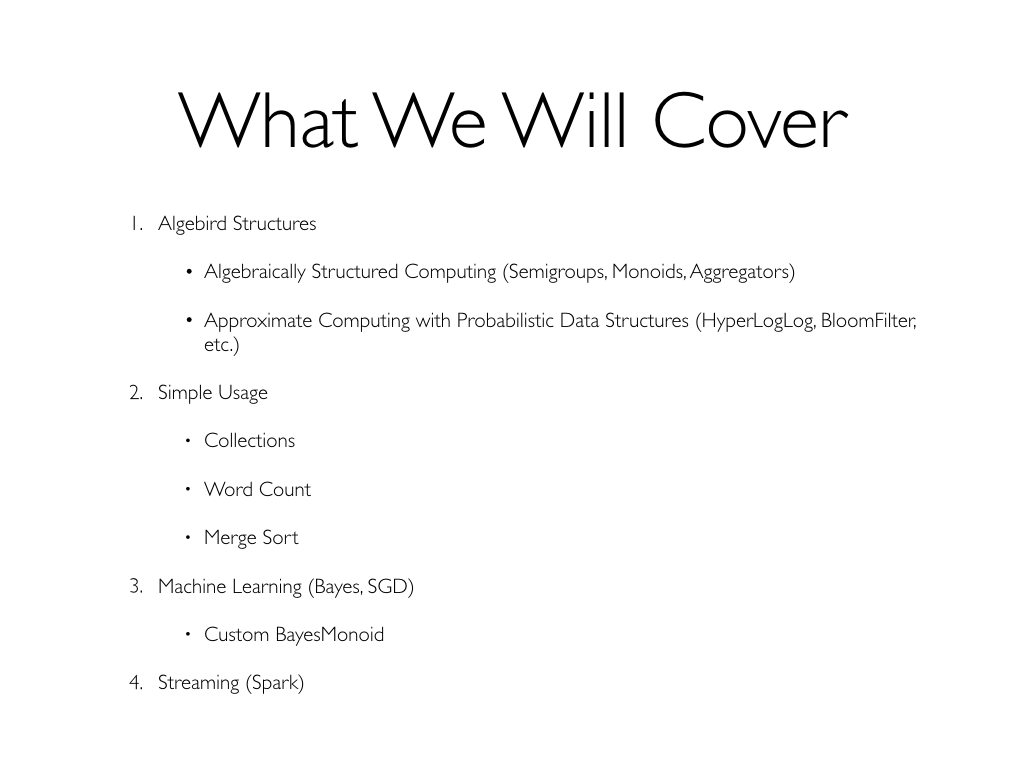 What We Will Cover
1. Algebird Structures
• Algebraically Structured Computing (Semigroups, Monoids, Aggregators)
• Approximate Computing with Probabilistic Data Structures (HyperLogLog, BloomFilter,
etc.)
2. Simple Usage
• Collections
• Word Count
• Merge Sort
3. Machine Learning (Bayes, SGD)
• Custom BayesMonoid
4. Streaming (Spark)